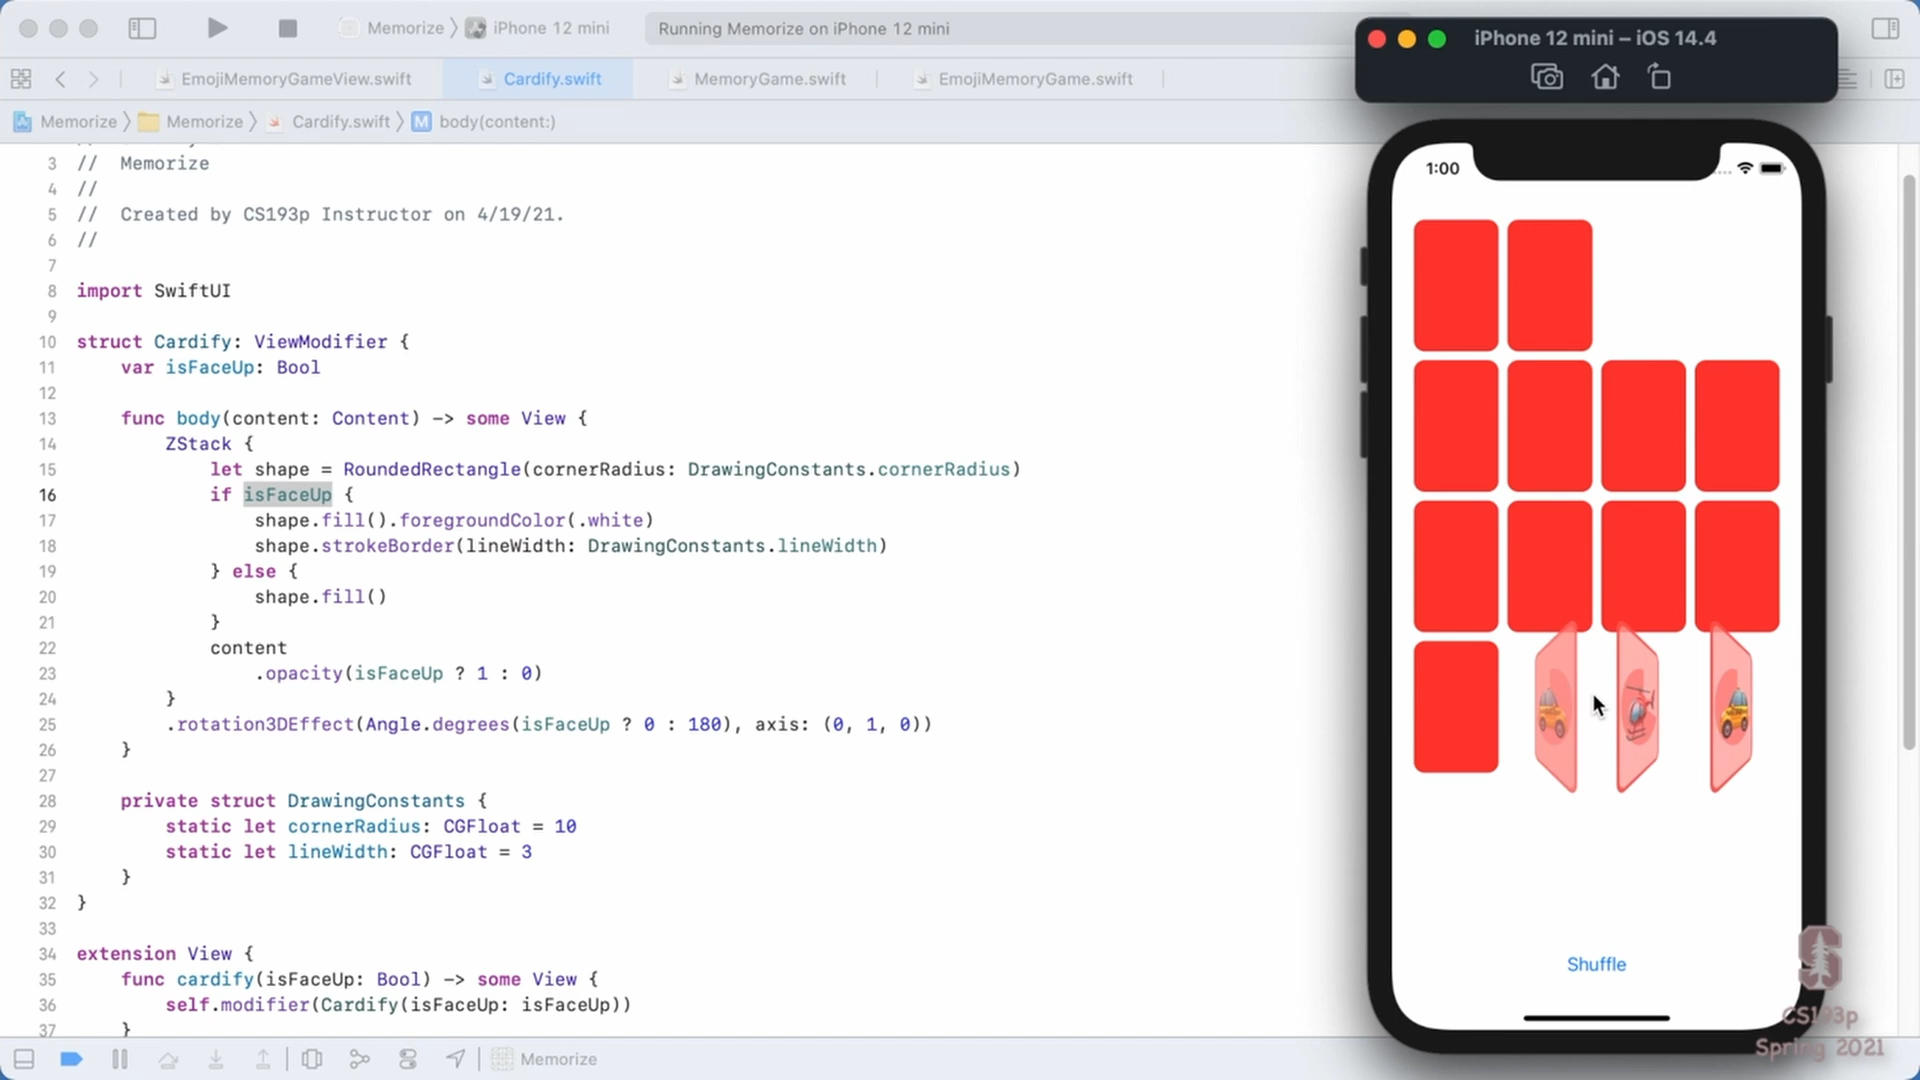 Memorize 〉 iPhone 12 mini
Running Memorize on iPhone 12 mini
iPhone 12 mini – iOS 14.4
EmojiMemoryGameView.swift
Cardify.swift
MemoryGame.swift
EmojiMemoryGame.swift
Memorize 〉 Memorize 〉 Cardify.swift 〉 M body(content:)
3 //  Memorize
4 //
5 //  Created by CS193p Instructor on 4/19/21.
6 //
7
8 import SwiftUI
9
10 struct Cardify: ViewModifier {
11     var isFaceUp: Bool
12
13     func body(content: Content) -> some View {
14         ZStack {
15             let shape = RoundedRectangle(cornerRadius: DrawingConstants.cornerRadius)
16             if isFaceUp {
17                 shape.fill().foregroundColor(.white)
18                 shape.strokeBorder(lineWidth: DrawingConstants.lineWidth)
19             } else {
20                 shape.fill()
21             }
22             content
23                 .opacity(isFaceUp ? 1 : 0)
24         }
25         .rotation3DEffect(Angle.degrees(isFaceUp ? 0 : 180), axis: (0, 1, 0))
26     }
27
28     private struct DrawingConstants {
29         static let cornerRadius: CGFloat = 10
30         static let lineWidth: CGFloat = 3
31     }
32 }
33
34 extension View {
35     func cardify(isFaceUp: Bool) -> some View {
36         self.modifier(Cardify(isFaceUp: isFaceUp))
37     }
Memorize
1:00
Shuffle
CS193p
Spring 2021